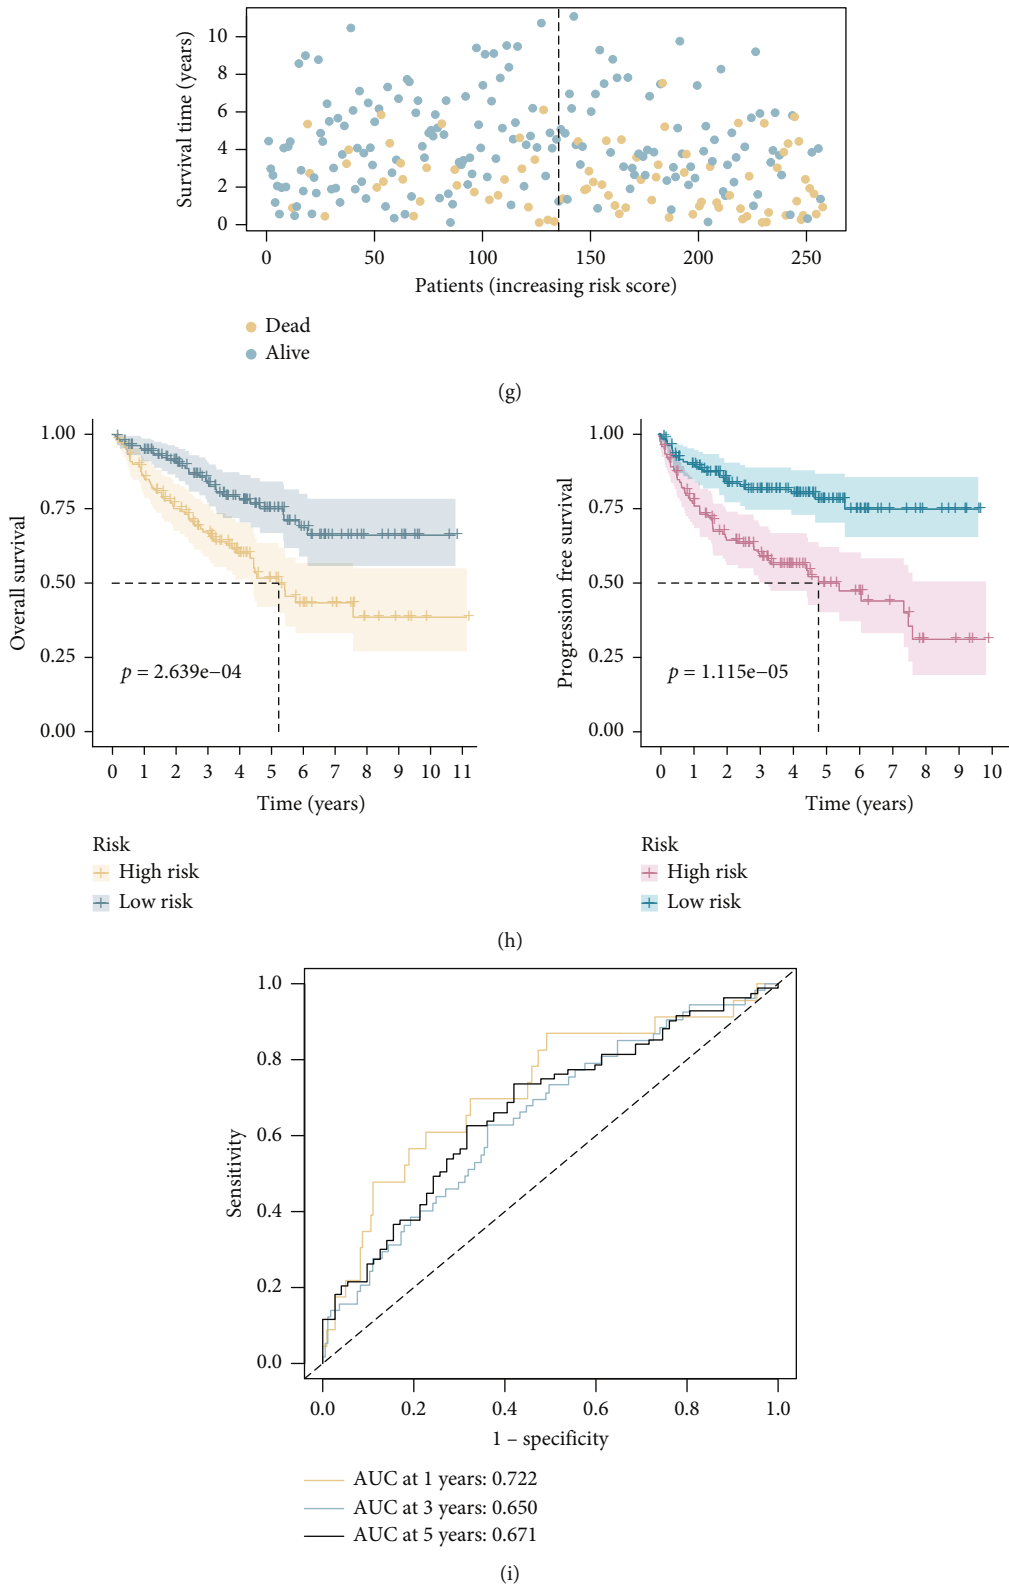 Survival time (years)
10
8
6
4
2
0
0 50 100 150 200 250
Patients (increasing risk score)
Dead
Alive
(g)
Overall survival
1.00
0.75
0.50
0.25
0.00
p = 2.639e−04
0 1 2 3 4 5 6 7 8 9 10 11
Time (years)
Risk
High risk
Low risk
Progression free survival
1.00
0.75
0.50
0.25
0.00
p = 1.115e−05
0 1 2 3 4 5 6 7 8 9 10
Time (years)
Risk
High risk
Low risk
(h)
Sensitivity
1.0
0.8
0.6
0.4
0.2
0.0
0.0 0.2 0.4 0.6 0.8 1.0
1 – specificity
AUC at 1 years: 0.722
AUC at 3 years: 0.650
AUC at 5 years: 0.671
(i)